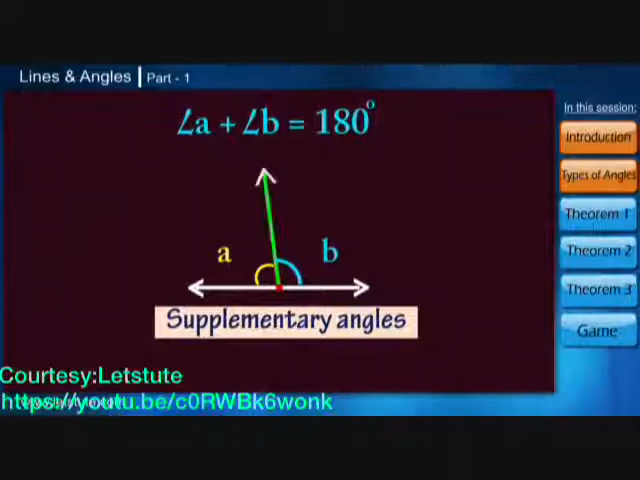 Lines & Angles | Part - 1
∠a + ∠b = 180°
a
b
Supplementary angles
In this session:
Introduction
Types of Angles
Theorem 1
Theorem 2
Theorem 3
Game
Courtesy:Letstute
https://youtu.be/c0RWBk6wonk